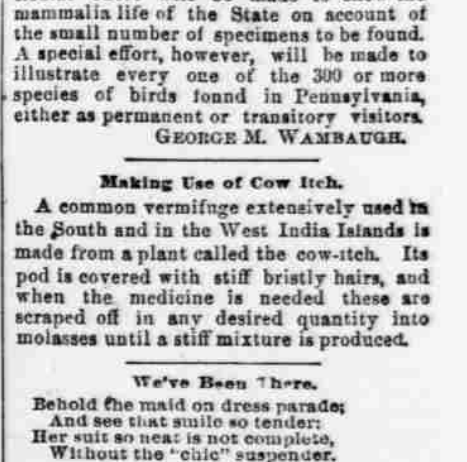 mammalia life of the State on account of
the small number of specimens to be found.
A special effort, however, will be made to
illustrate every one of the 300 or more
species of birds fonnd in Pennsylvania,
either as permanent or transitory visitors.
GEORGE M. WAMBAUGH.
Making Use of Cow Itch.
A common vermifuge extensively used in
the South and in the West India Islands is
made from a plant called the cow-itch. Its
pod is covered with stiff bristly hairs, and
when the medicine is needed these are
scraped off in any desired quantity into
molasses until a stiff mixture is produced.
We've Been There.
Behold the maid on dress parade;
And see that smile so tender;
Her suit so neat is not complete,
Without the "chic" suspender.